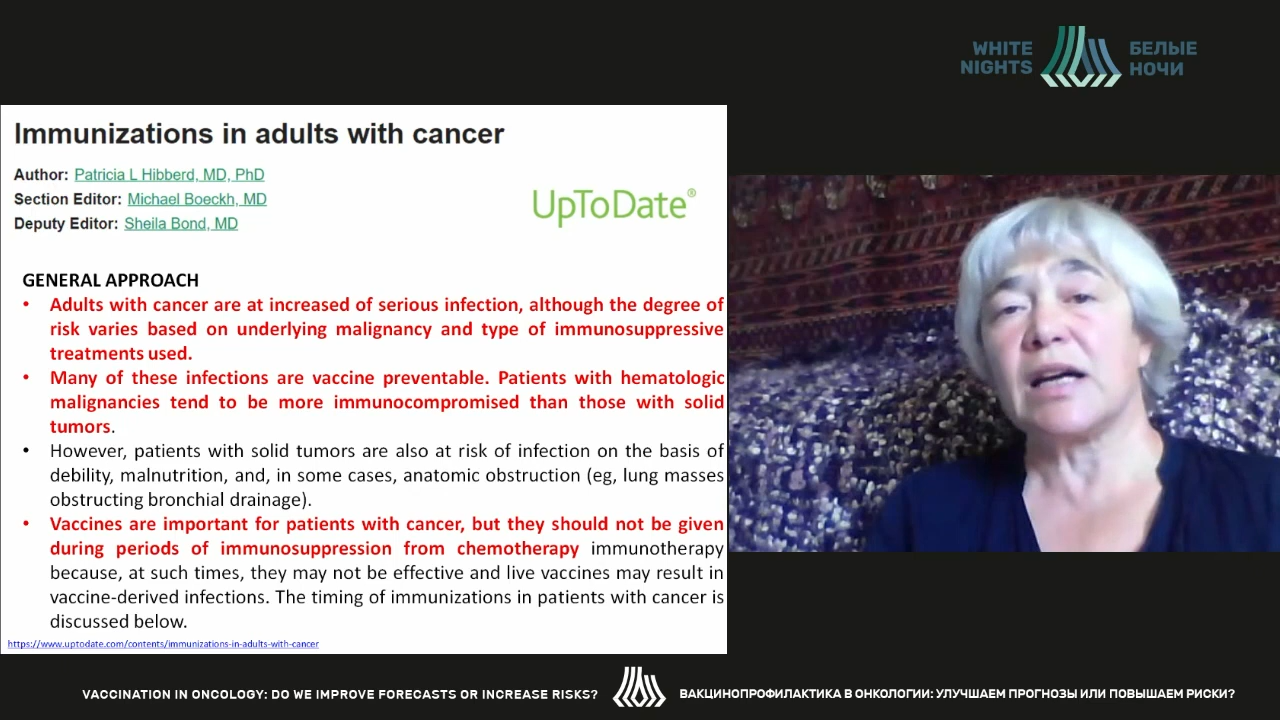 WHITE
NIGHTS
БЕЛЫЕ
НОЧИ
Immunizations in adults with cancer
Author: Patricia L Hibberd, MD, PhD
Section Editor: Michael Boeckh, MD
Deputy Editor: Sheila Bond, MD
UpToDate®
GENERAL APPROACH
• Adults with cancer are at increased of serious infection, although the degree of
risk varies based on underlying malignancy and type of immunosuppressive
treatments used.
• Many of these infections are vaccine preventable. Patients with hematologic
malignancies tend to be more immunocompromised than those with solid
tumors.
• However, patients with solid tumors are also at risk of infection on the basis of
debility, malnutrition, and, in some cases, anatomic obstruction (eg, lung masses
obstructing bronchial drainage).
• Vaccines are important for patients with cancer, but they should not be given
during periods of immunosuppression from chemotherapy immunotherapy
because, at such times, they may not be effective and live vaccines may result in
vaccine-derived infections. The timing of immunizations in patients with cancer is
discussed below.
https://www.uptodate.com/contents/immunizations-in-adults-with-cancer
VACCINATION IN ONCOLOGY: DO WE IMPROVE FORECASTS OR INCREASE RISKS?
ВАКЦИНОПРОФИЛАКТИКА В ОНКОЛОГИИ: УЛУЧШАЕМ ПРОГНОЗЫ ИЛИ ПОВЫШАЕМ РИСКИ?